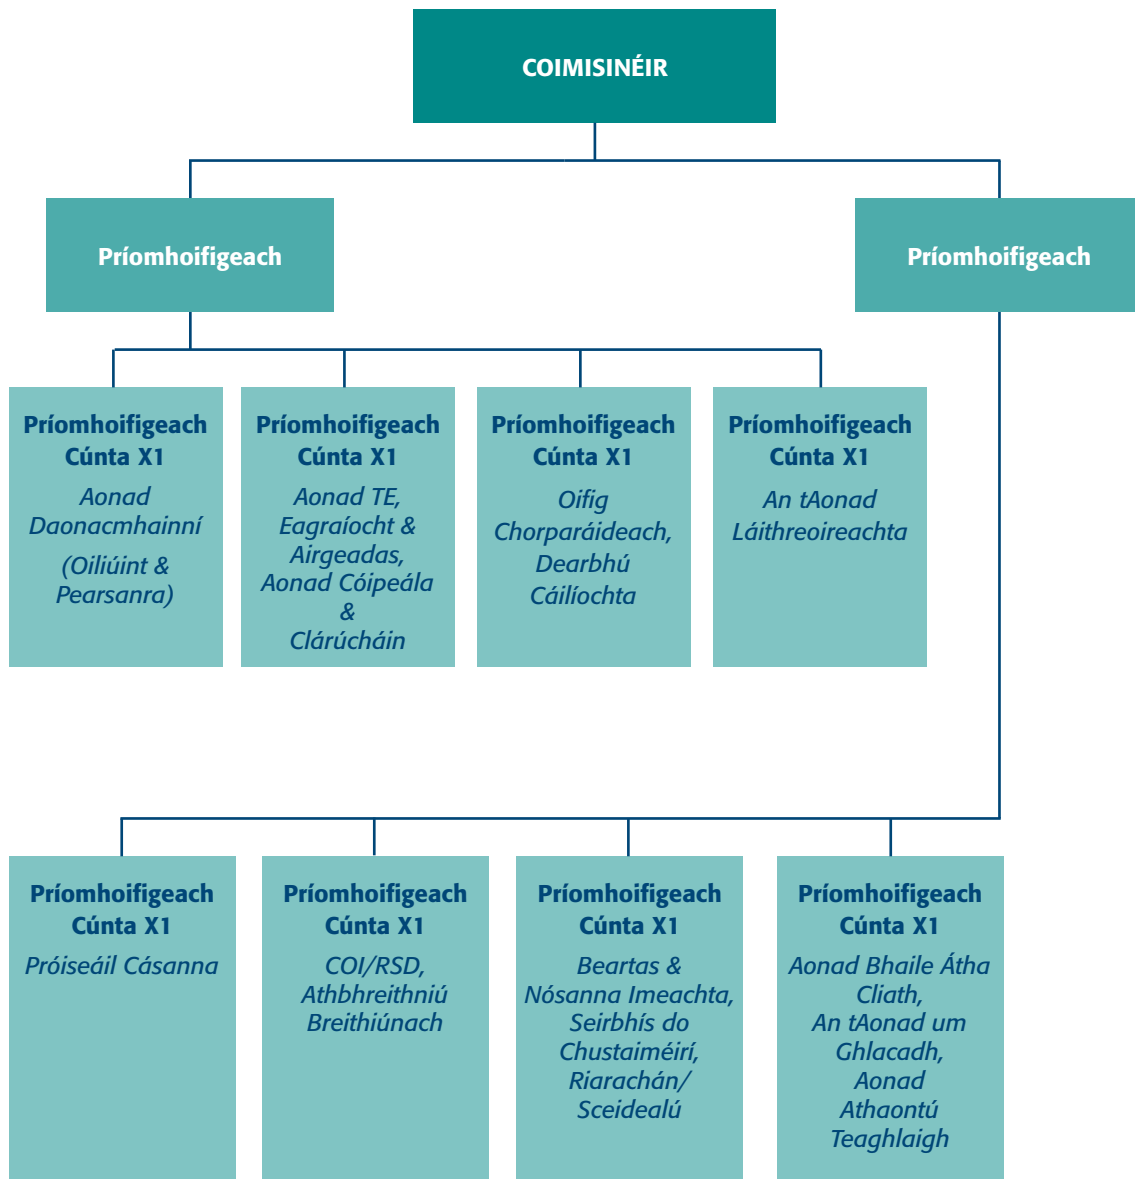 COIMISINÉIR
Príomhoifigeach
Príomhoifigeach
Príomhoifigeach
Cúnta X1
Aonad
Daonacmhainní
(Oiliúint &
Pearsanra)
Príomhoifigeach
Cúnta X1
Aonad TE,
Eagraíocht &
Airgeadas,
Aonad Cóipeála
&
Clárúcháin
Príomhoifigeach
Cúnta X1
Oifig
Chorparáideach,
Dearbhú
Cáilíochta
Príomhoifigeach
Cúnta X1
An tAonad
Láithreoireachta
Príomhoifigeach
Cúnta X1
Próiseáil Cásanna
Príomhoifigeach
Cúnta X1
COI/RSD,
Athbhreithniú
Breithiúnach
Príomhoifigeach
Cúnta X1
Beartas &
Nósanna Imeachta,
Seirbhís do
Chustaiméirí,
Riarachán/
Sceidealú
Príomhoifigeach
Cúnta X1
Aonad Bhaile Átha
Cliath,
An tAonad um
Ghlacadh,
Aonad
Athaontú
Teaghlaigh